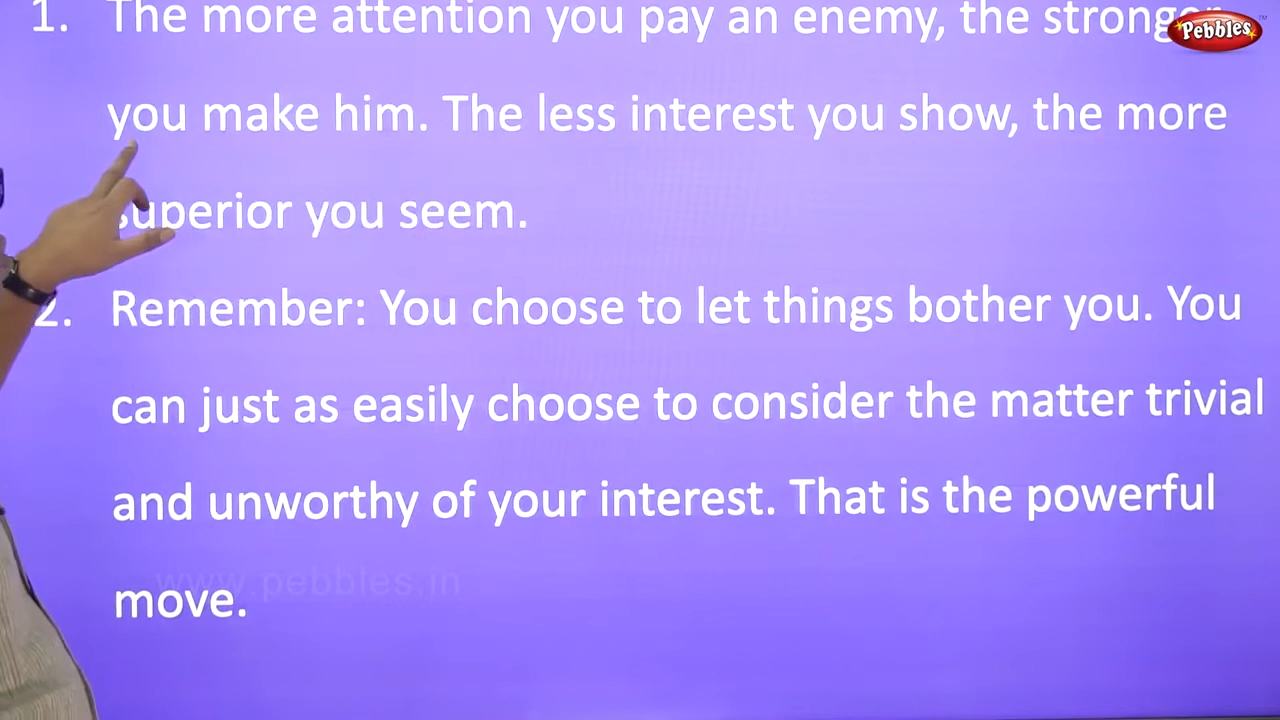 1. The more attention you pay an enemy, the stronger
Pebbles
TM
you make him. The less interest you show, the more
superior you seem.
2. Remember: You choose to let things bother you. You
can just as easily choose to consider the matter trivial
and unworthy of your interest. That is the powerful
www.pebbles.in
move.